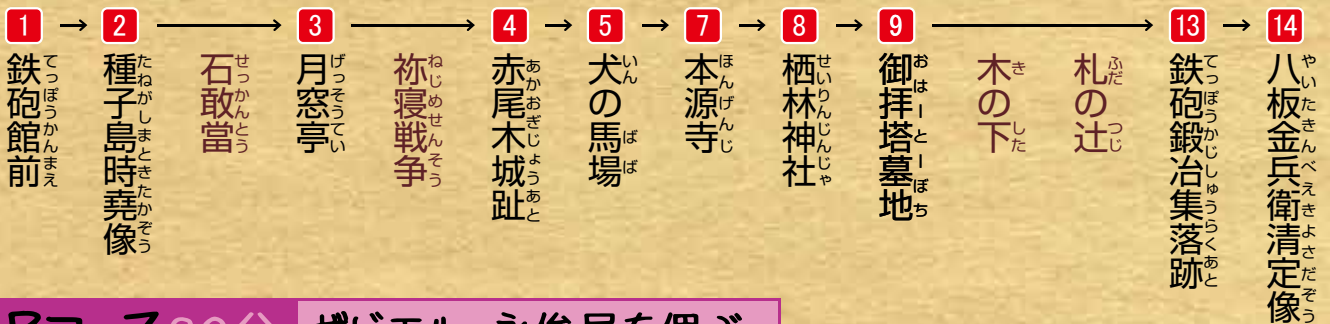 1 → 2 → 3 → 4 → 5 → 7 → 8 → 9 → 13 → 14
鉄砲館前
てっぽうかんまえ
種子島時堯像
たねがしまときたかぞう
石敢當
せっかんとう
月窓亭
げっそうてい
祢寝戦争
ねじめせんそう
赤尾木城趾
あかおぎじょうあと
犬の馬場
いんばば
本源寺
ほんげんじ
栖林神社
せいりんじんじゃ
御拝塔墓地
おはーとーぼち
木の下
きした
札の辻
ふだつじ
鉄砲鍛冶集落跡
てっぽうかじしゅうらくあと
八板金兵衛清定像
やいたきんべえきよさだぞう